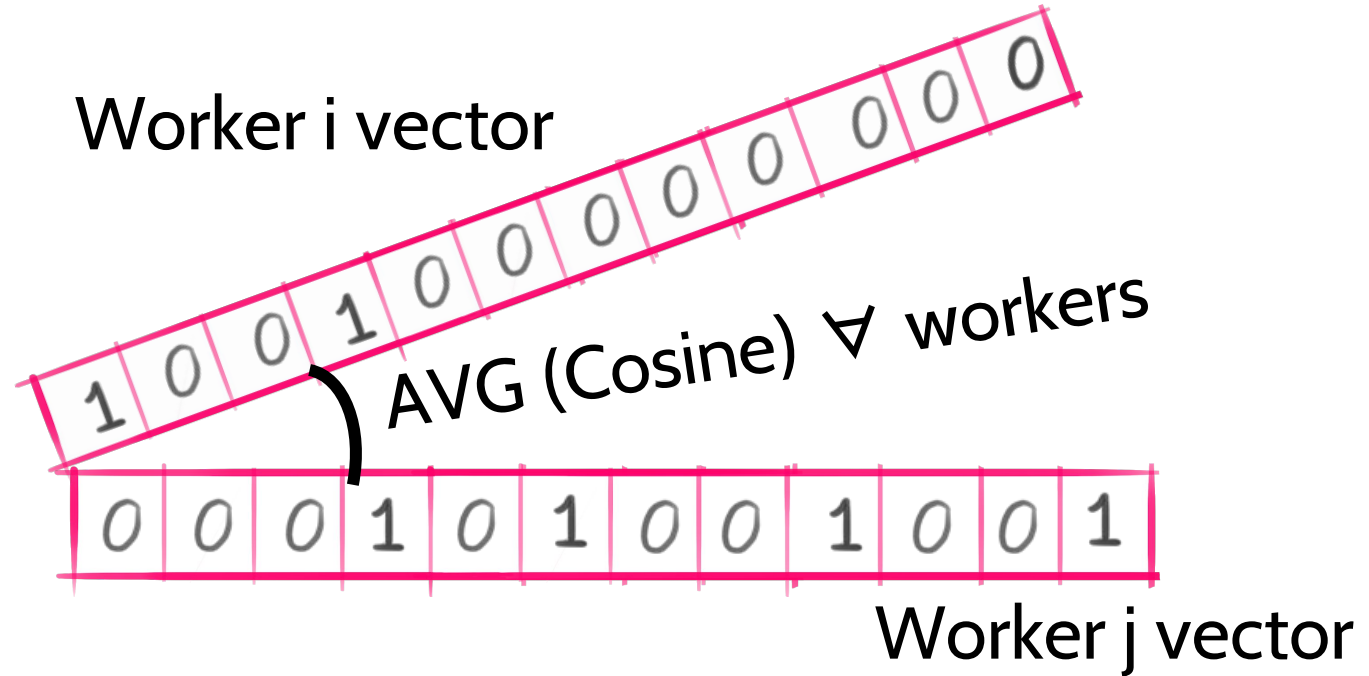 Worker i vector
1 0 0 1 0 0 0 0 0 0 0 0
AVG (Cosine) ∀ workers
0 0 0 1 0 1 0 0 1 0 0 1
Worker j vector